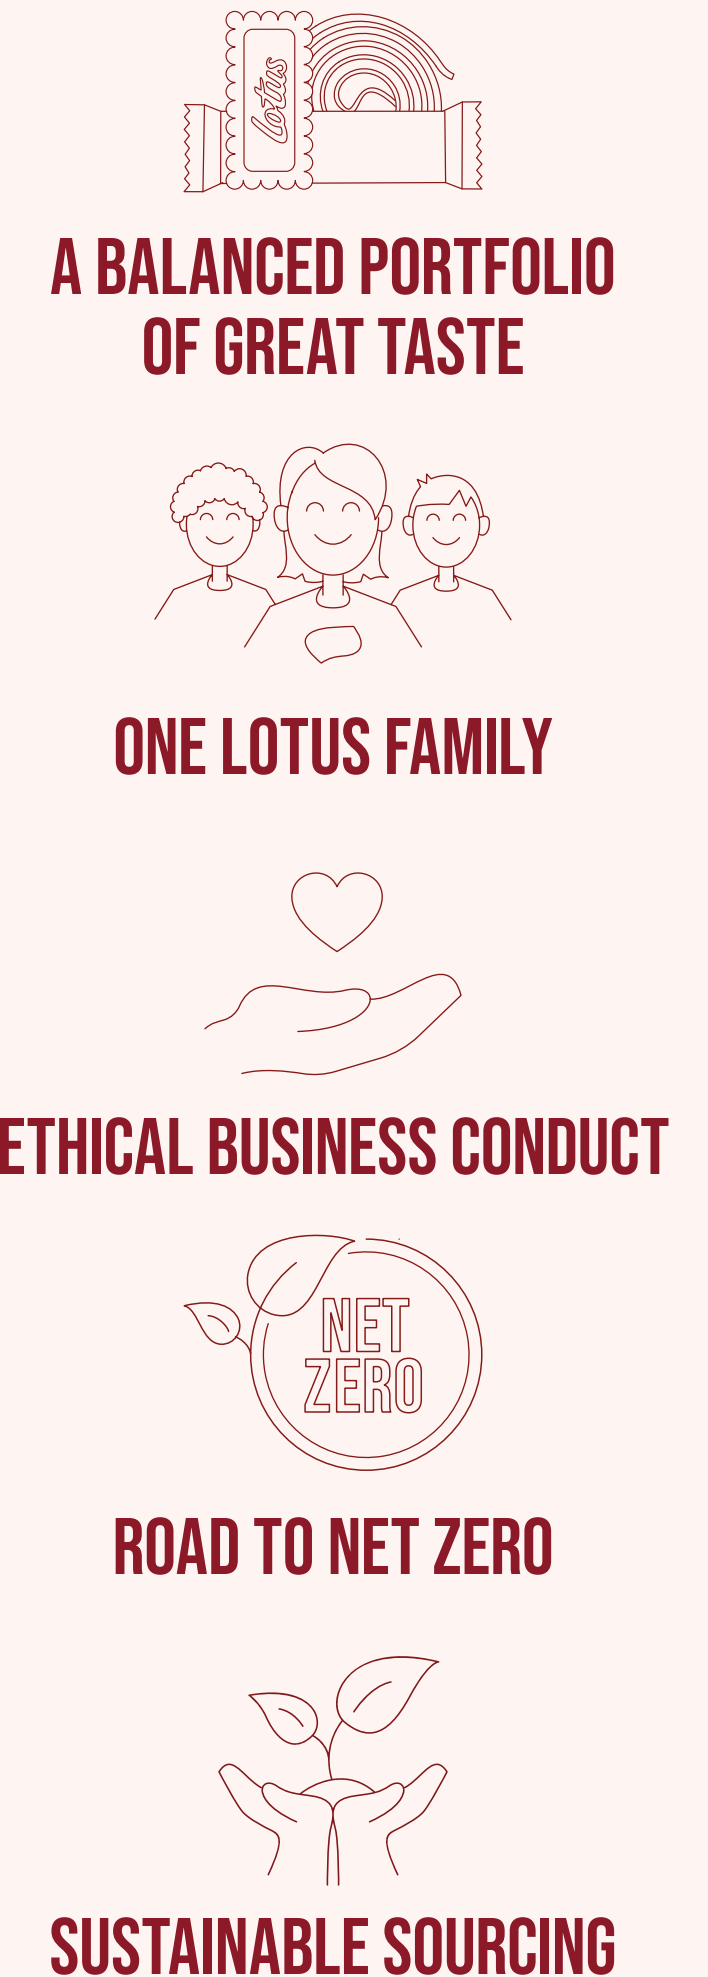 Lotus
A BALANCED PORTFOLIO
OF GREAT TASTE
ONE LOTUS FAMILY
ETHICAL BUSINESS CONDUCT
NET
ZERO
ROAD TO NET ZERO
SUSTAINABLE SOURCING